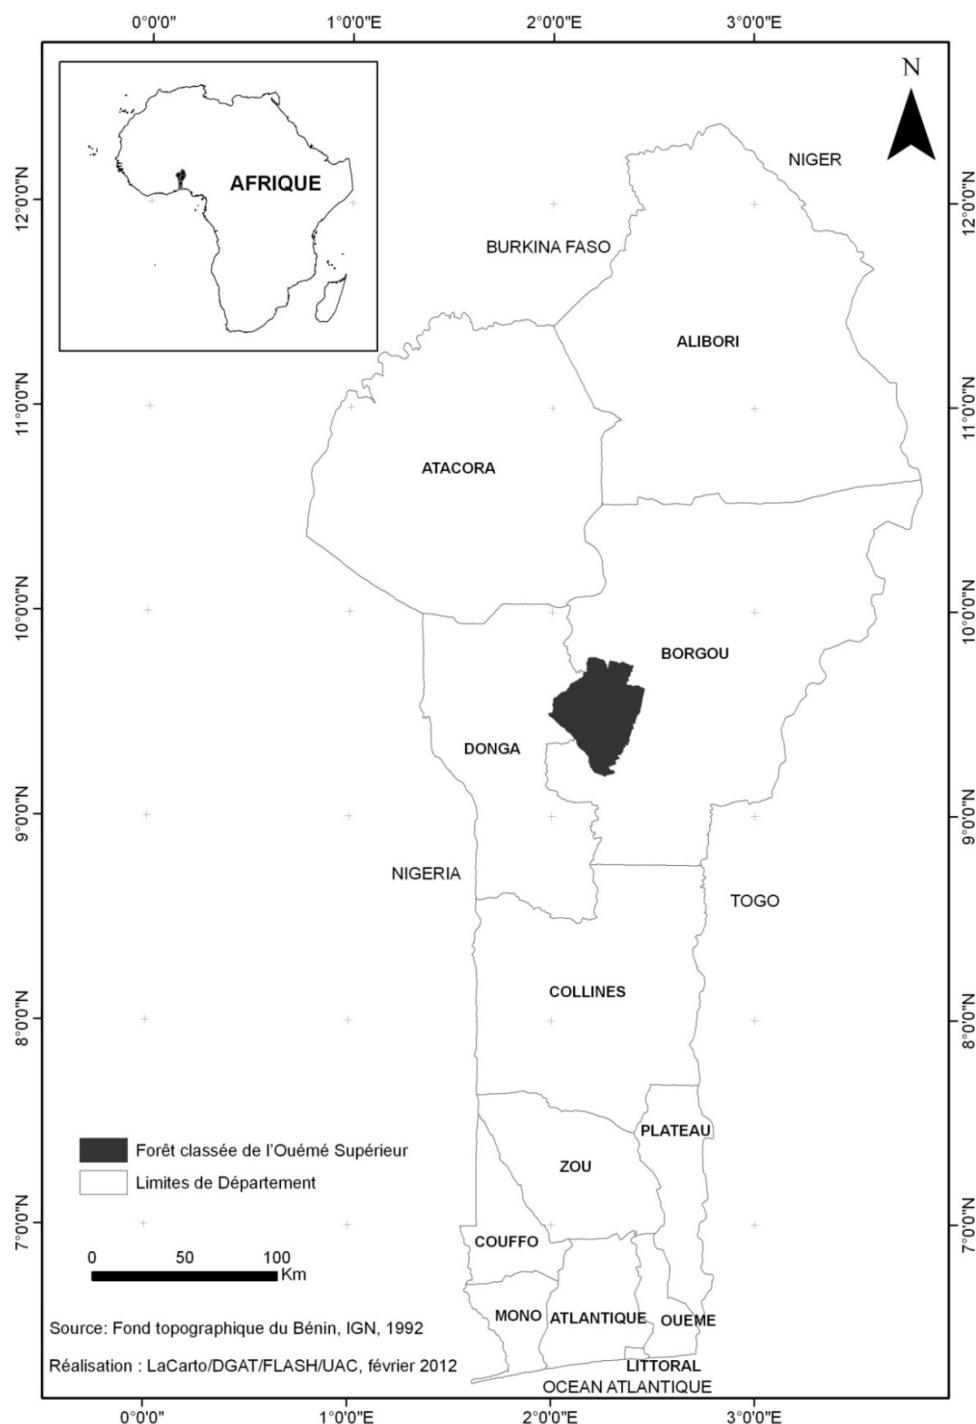 0°0'0" 1°0'0"E 2°0'0"E 3°0'0"E
N
AFRIQUE
NIGER
12°0'0"N 12°0'0"N
BURKINA FASO
ALIBORI
11°0'0"N 11°0'0"N
ATACORA
10°0'0"N 10°0'0"N
BORGOU
DONGA
9°0'0"N 9°0'0"N
NIGERIA
TOGO
COLLINES
8°0'0"N 8°0'0"N
PLATEAU
Forêt classée de l'Ouémé Supérieur
ZOU
Limites de Département
7°0'0"N 7°0'0"N
COUFFO
0 50 100
Km
MONO ATLANTIQUE OUEME
Source: Fond topographique du Bénin, IGN, 1992
Réalisation : LaCarto/DGAT/FLASH/UAC, février 2012
LITTORAL
OCEAN ATLANTIQUE
0°0'0" 1°0'0"E 2°0'0"E 3°0'0"E